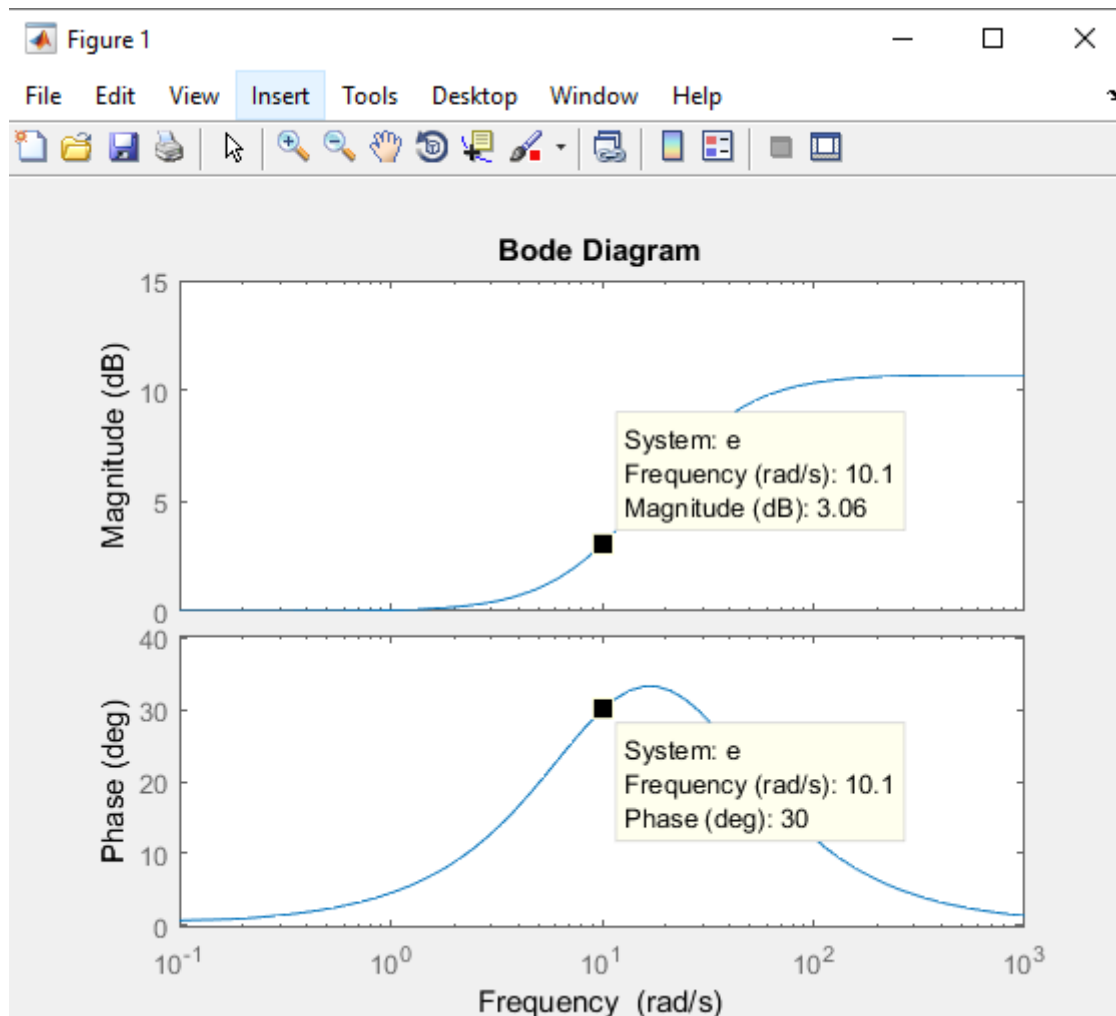 Figure 1
File Edit View Insert Tools Desktop Window Help
Bode Diagram
Magnitude (dB)
15
10
5
0
System: e
Frequency (rad/s): 10.1
Magnitude (dB): 3.06
Phase (deg)
40
30
20
10
0
System: e
Frequency (rad/s): 10.1
Phase (deg): 30
10^-1 10^0 10^1 10^2 10^3
Frequency (rad/s)